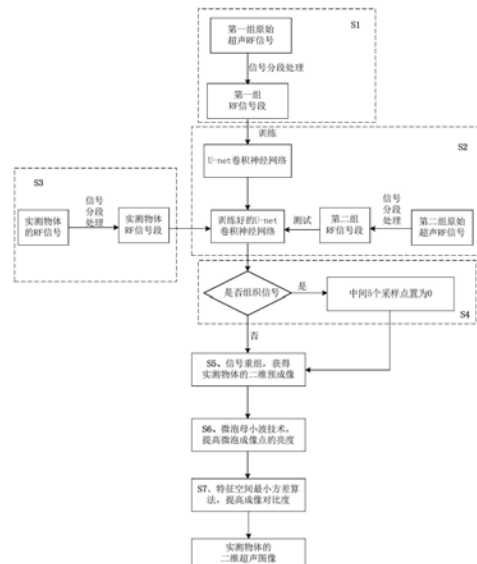 S1
第一组原始
超声RF信号
信号分段处理
第一组
RF信号段
训练
S2
U-net卷积神经网络
S3
实测物体
的RF信号
信号
分段
处理
实测物体
RF信号段
训练好的U-net
卷积神经网络
测试
第二组
RF信号段
信号
分段
处理
第二组原始
超声RF信号
是否组织信号
是
中间5个采样点置为0
S4
否
S5、信号重组，获得
实测物体的二维预成像
S6、微泡母小波技术，
提高微泡成像点的亮度
S7、特征空间最小方差算
法，提高成像对比度
实测物体的
二维超声图像